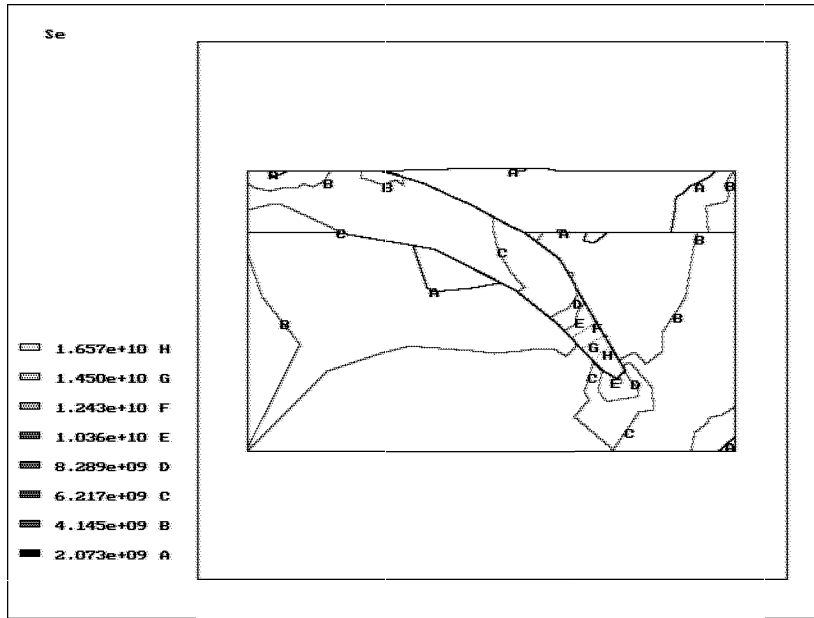 Se
A
A
B
B
B
A
B
C
A
C
B
A
D
B
B
E
F
1.657e+10 H
G
H
1.450e+10 G
C
E
D
1.243e+10 F
1.036e+10 E
C
A
8.289e+09 D
6.217e+09 C
4.145e+09 B
2.073e+09 A